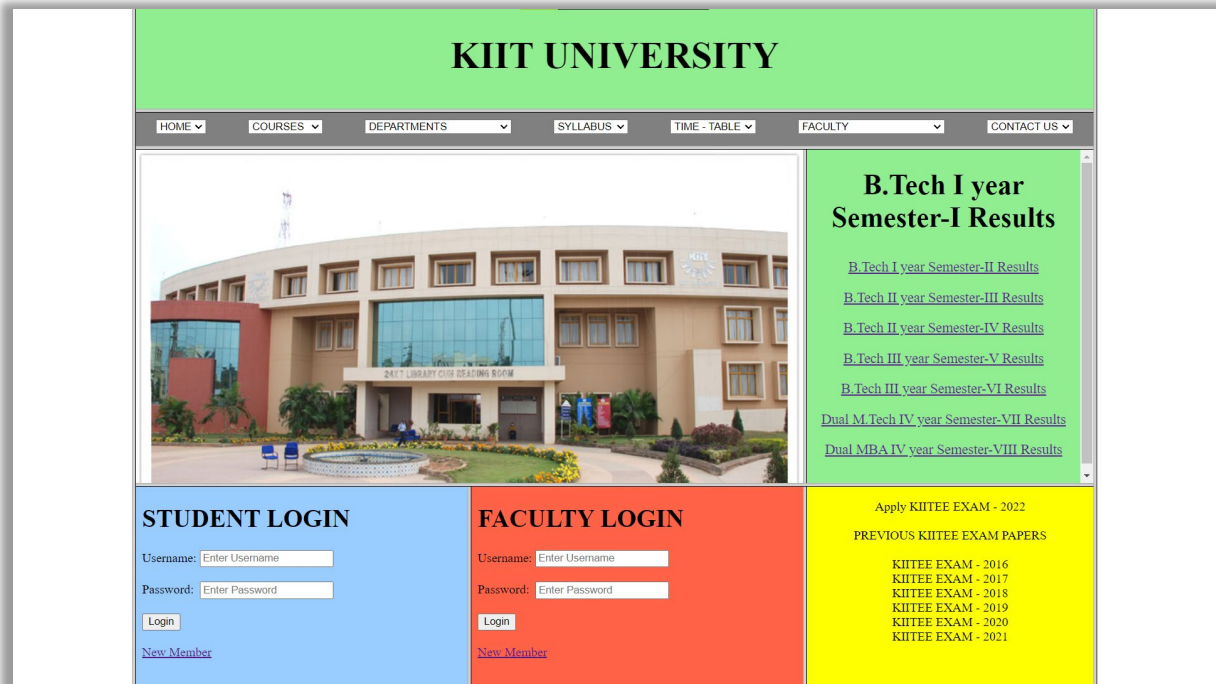 KIIT UNIVERSITY
HOME COURSES DEPARTMENTS SYLLABUS TIME - TABLE FACULTY CONTACT US
24X7 LIBRARY CUM READING ROOM
B.Tech I year
Semester-I Results
B.Tech I year Semester-II Results
B.Tech II year Semester-III Results
B.Tech II year Semester-IV Results
B.Tech III year Semester-V Results
B.Tech III year Semester-VI Results
Dual M.Tech IV year Semester-VII Results
Dual MBA IV year Semester-VIII Results
STUDENT LOGIN
Username: Enter Username
Password: Enter Password
Login
New Member
FACULTY LOGIN
Username: Enter Username
Password: Enter Password
Login
New Member
Apply KIITEE EXAM - 2022
PREVIOUS KIITEE EXAM PAPERS
KIITEE EXAM - 2016
KIITEE EXAM - 2017
KIITEE EXAM - 2018
KIITEE EXAM - 2019
KIITEE EXAM - 2020
KIITEE EXAM - 2021